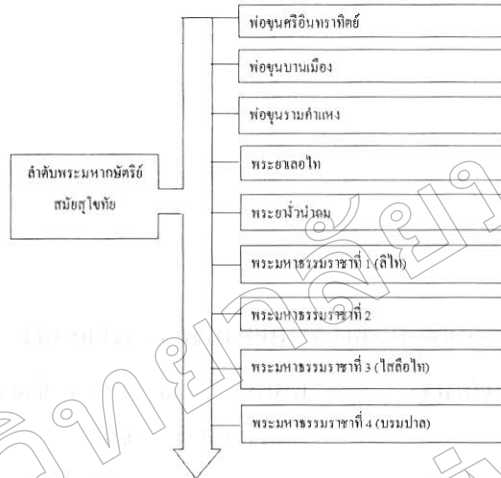 พ่อขุนศรีอินทราทิตย์
พ่อขุนบานเมือง
พ่อขุนรามคำแหง
ลำดับพระมหากษัตริย์
สมัยสุโขทัย
พระยาเลอไท
พระยางั่วนำถม
พระมหาธรรมราชาที่ 1 (ลิไท)
พระมหาธรรมราชาที่ 2
พระมหาธรรมราชาที่ 3 (ไสลือไท)
พระมหาธรรมราชาที่ 4 (บรมปาล)